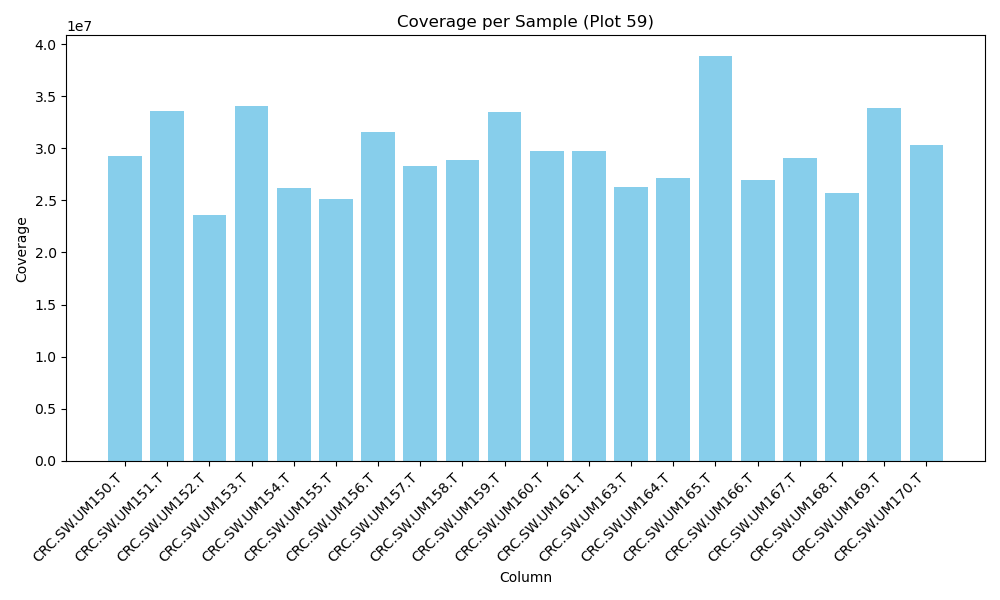 Coverage per Sample (Plot 59)
1e7
4.0
3.5
3.0
2.5
2.0
1.5
1.0
0.5
0.0
Coverage
CRC.SW.UM150.T
CRC.SW.UM151.T
CRC.SW.UM152.T
CRC.SW.UM153.T
CRC.SW.UM154.T
CRC.SW.UM155.T
CRC.SW.UM156.T
CRC.SW.UM157.T
CRC.SW.UM158.T
CRC.SW.UM159.T
CRC.SW.UM160.T
CRC.SW.UM161.T
CRC.SW.UM163.T
CRC.SW.UM164.T
CRC.SW.UM165.T
CRC.SW.UM166.T
CRC.SW.UM167.T
CRC.SW.UM168.T
CRC.SW.UM169.T
CRC.SW.UM170.T
Column